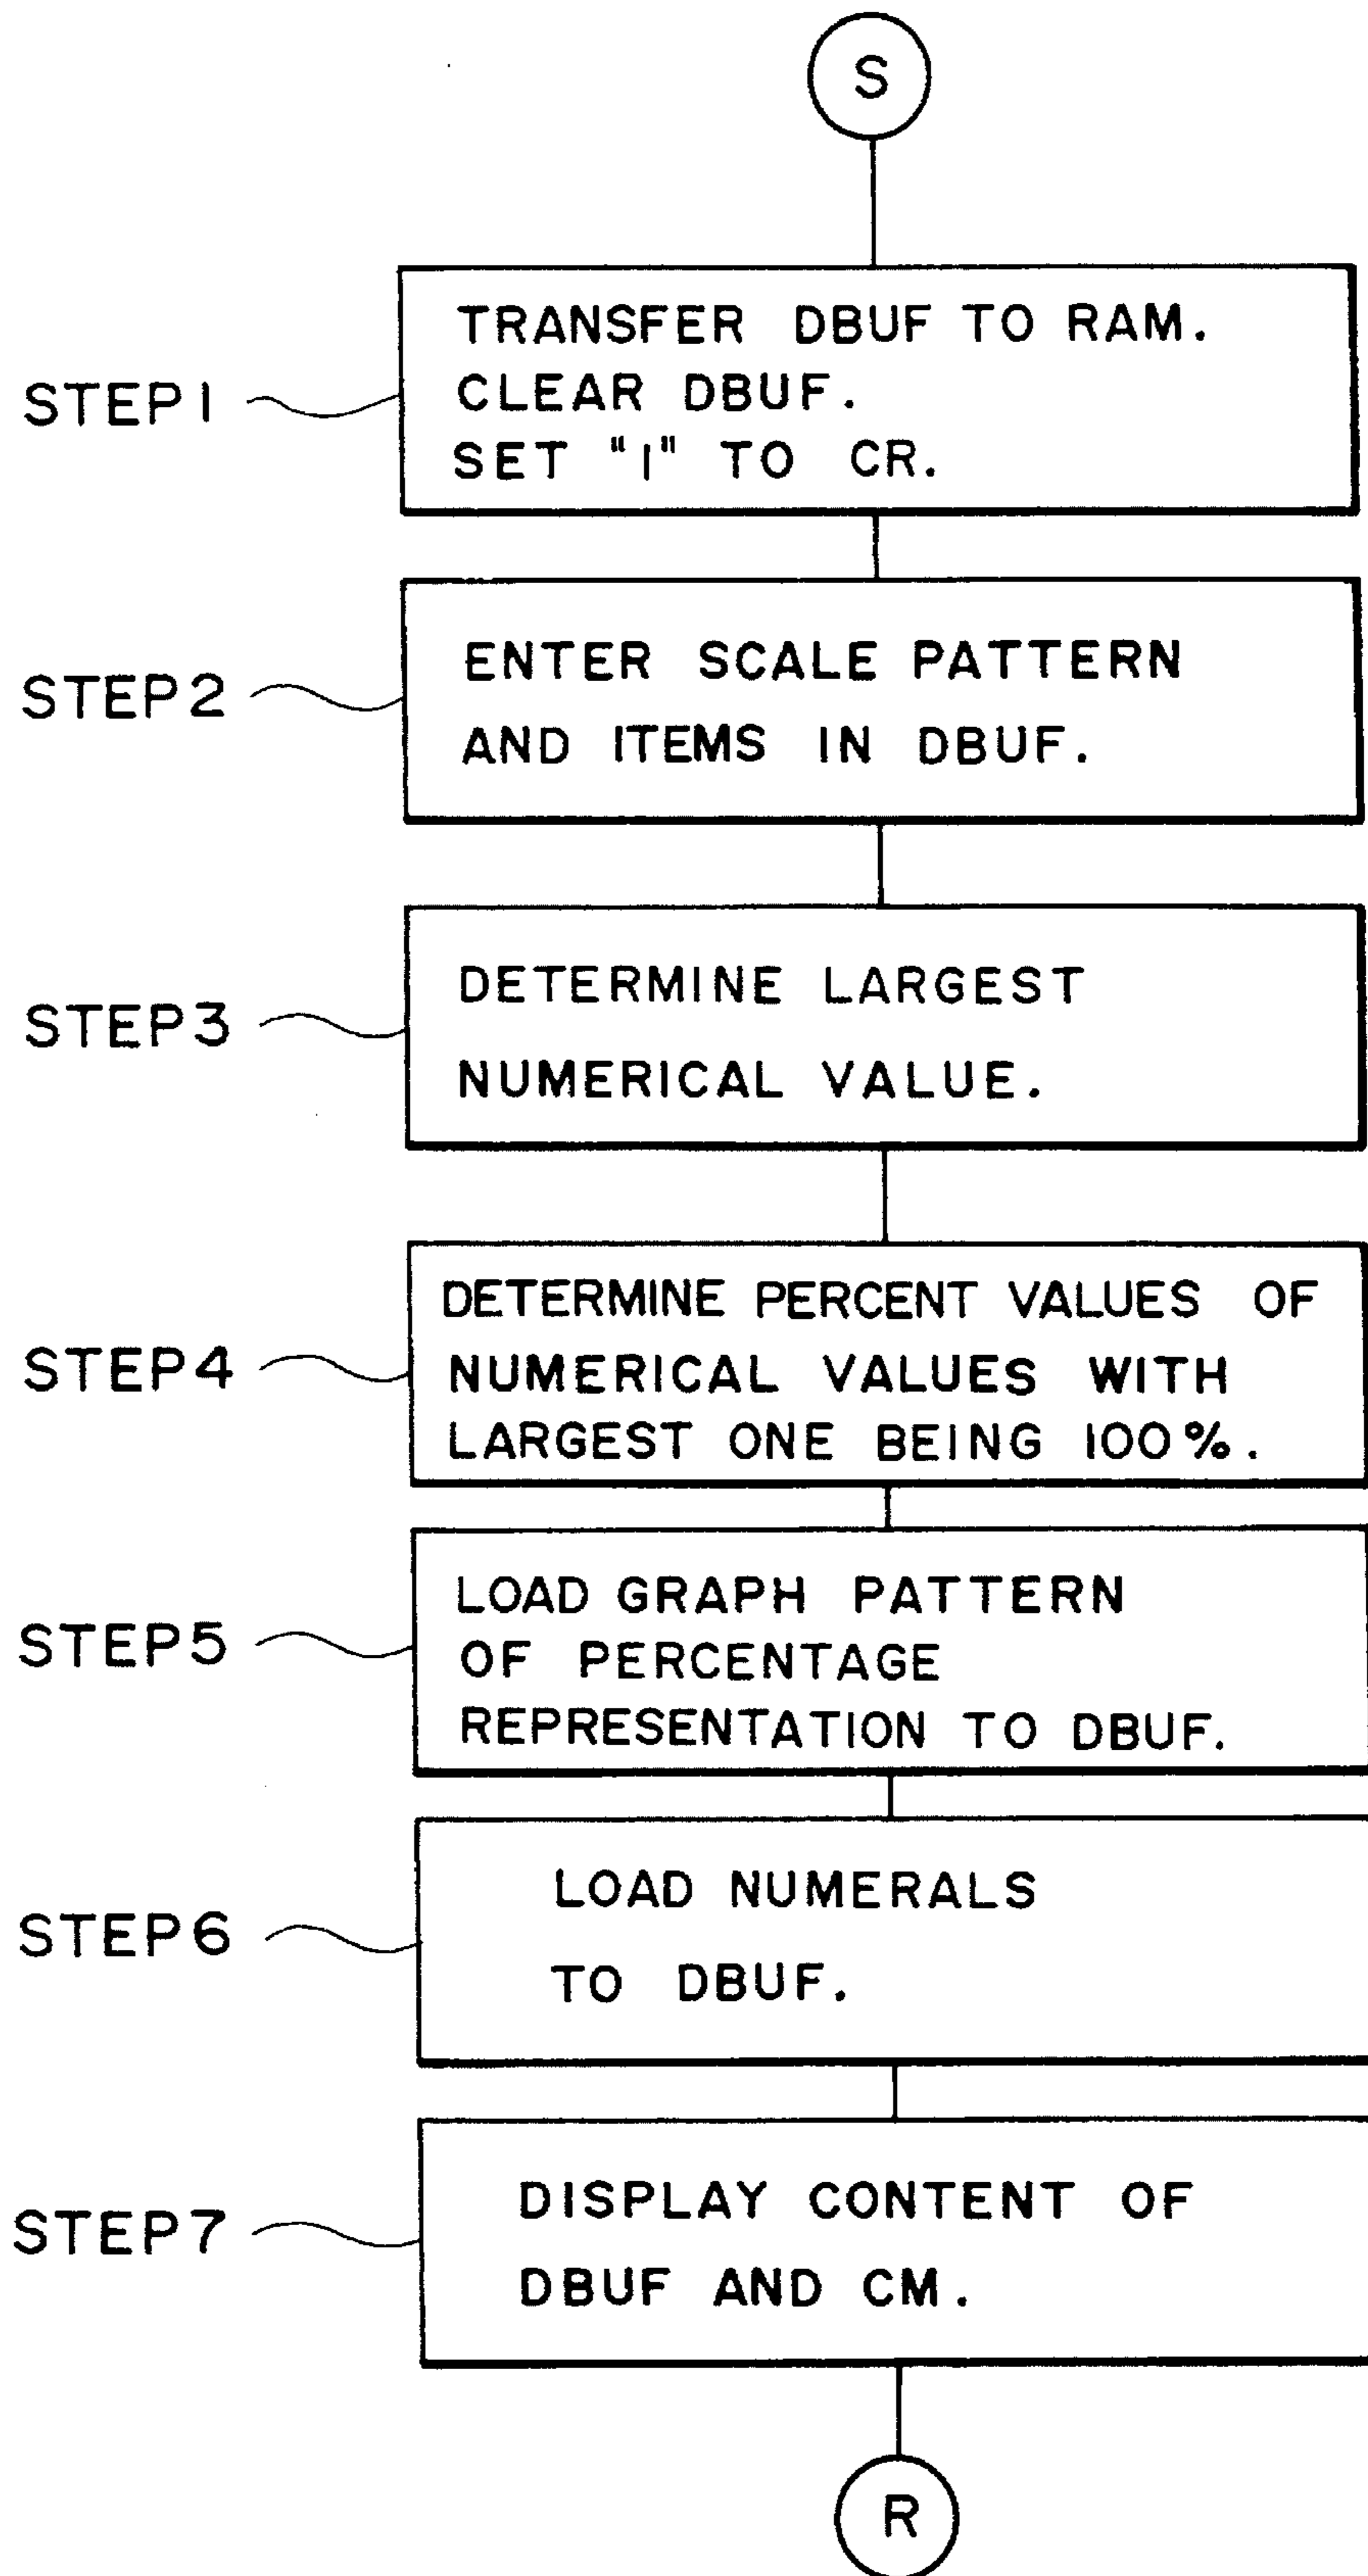 S
STEP1
TRANSFER DBUF TO RAM.
CLEAR DBUF.
SET "1" TO CR.
STEP2
ENTER SCALE PATTERN
AND ITEMS IN DBUF.
STEP3
DETERMINE LARGEST
NUMERICAL VALUE.
STEP4
DETERMINE PERCENT VALUES OF
NUMERICAL VALUES WITH
LARGEST ONE BEING 100%.
STEP5
LOAD GRAPH PATTERN
OF PERCENTAGE
REPRESENTATION TO DBUF.
STEP6
LOAD NUMERALS
TO DBUF.
STEP7
DISPLAY CONTENT OF
DBUF AND CM.
R